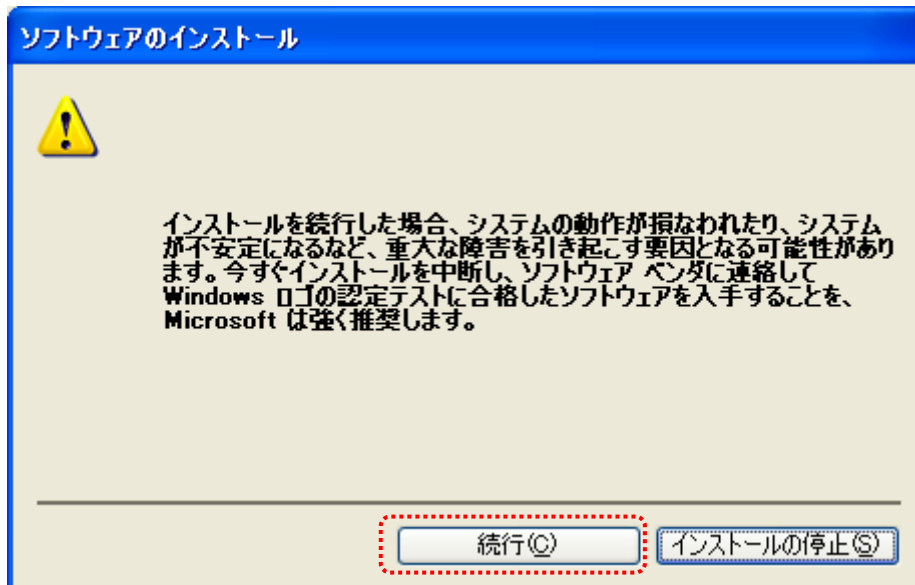 ソフトウェアのインストール
インストールを続行した場合、システムの動作が損なわれたり、システム
が不安定になるなど、重大な障害を引き起こす要因となる可能性があり
ます。今すぐインストールを中断し、ソフトウェア ベンダに連絡して
Windows ロゴの認定テストに合格したソフトウェアを入手することを、
Microsoft は強く推奨します。
続行(C)
インストールの停止(S)